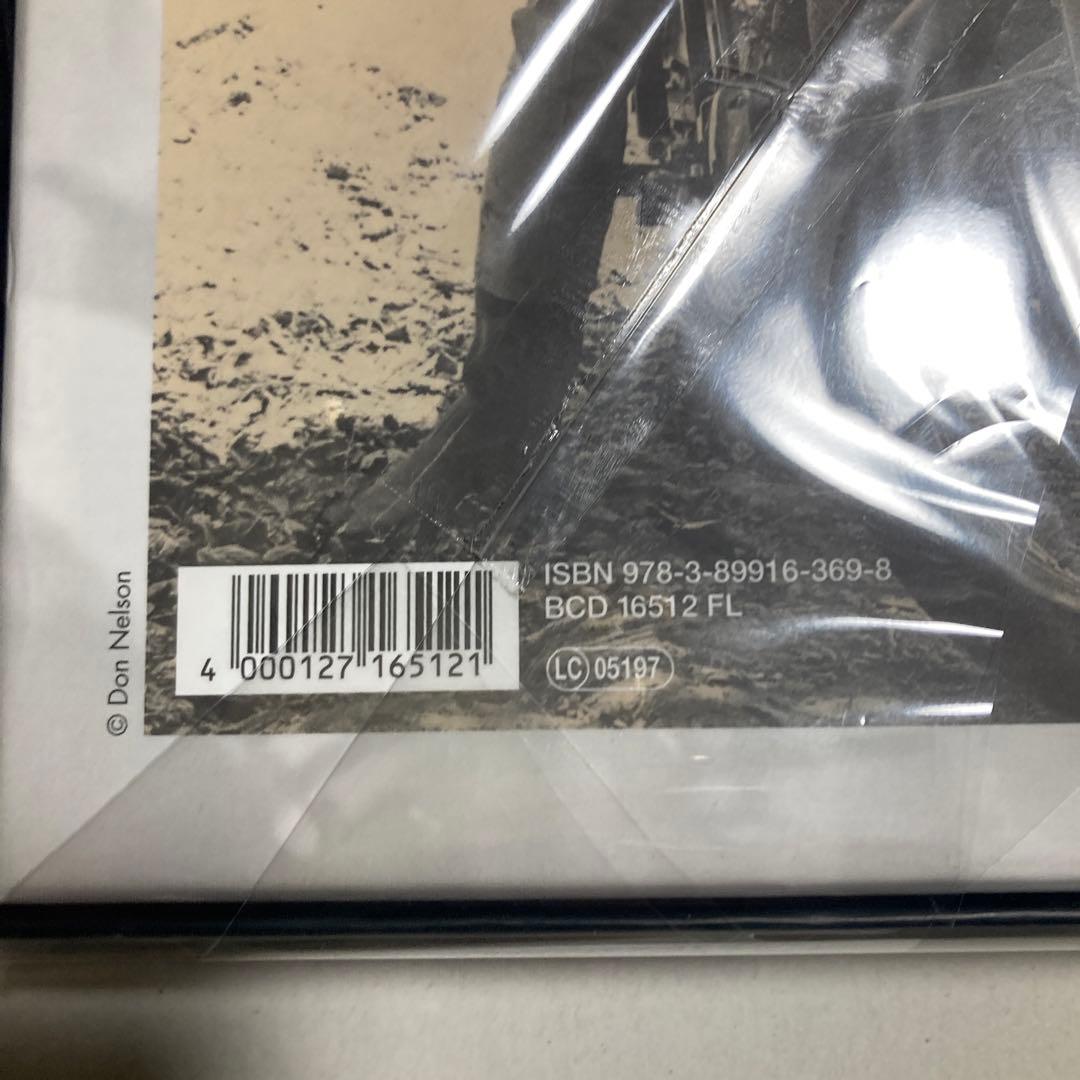 © Don Nelson
ISBN 978-3-89916-369-8
BCD 16512 FL
LC 05197
4 000127 165121